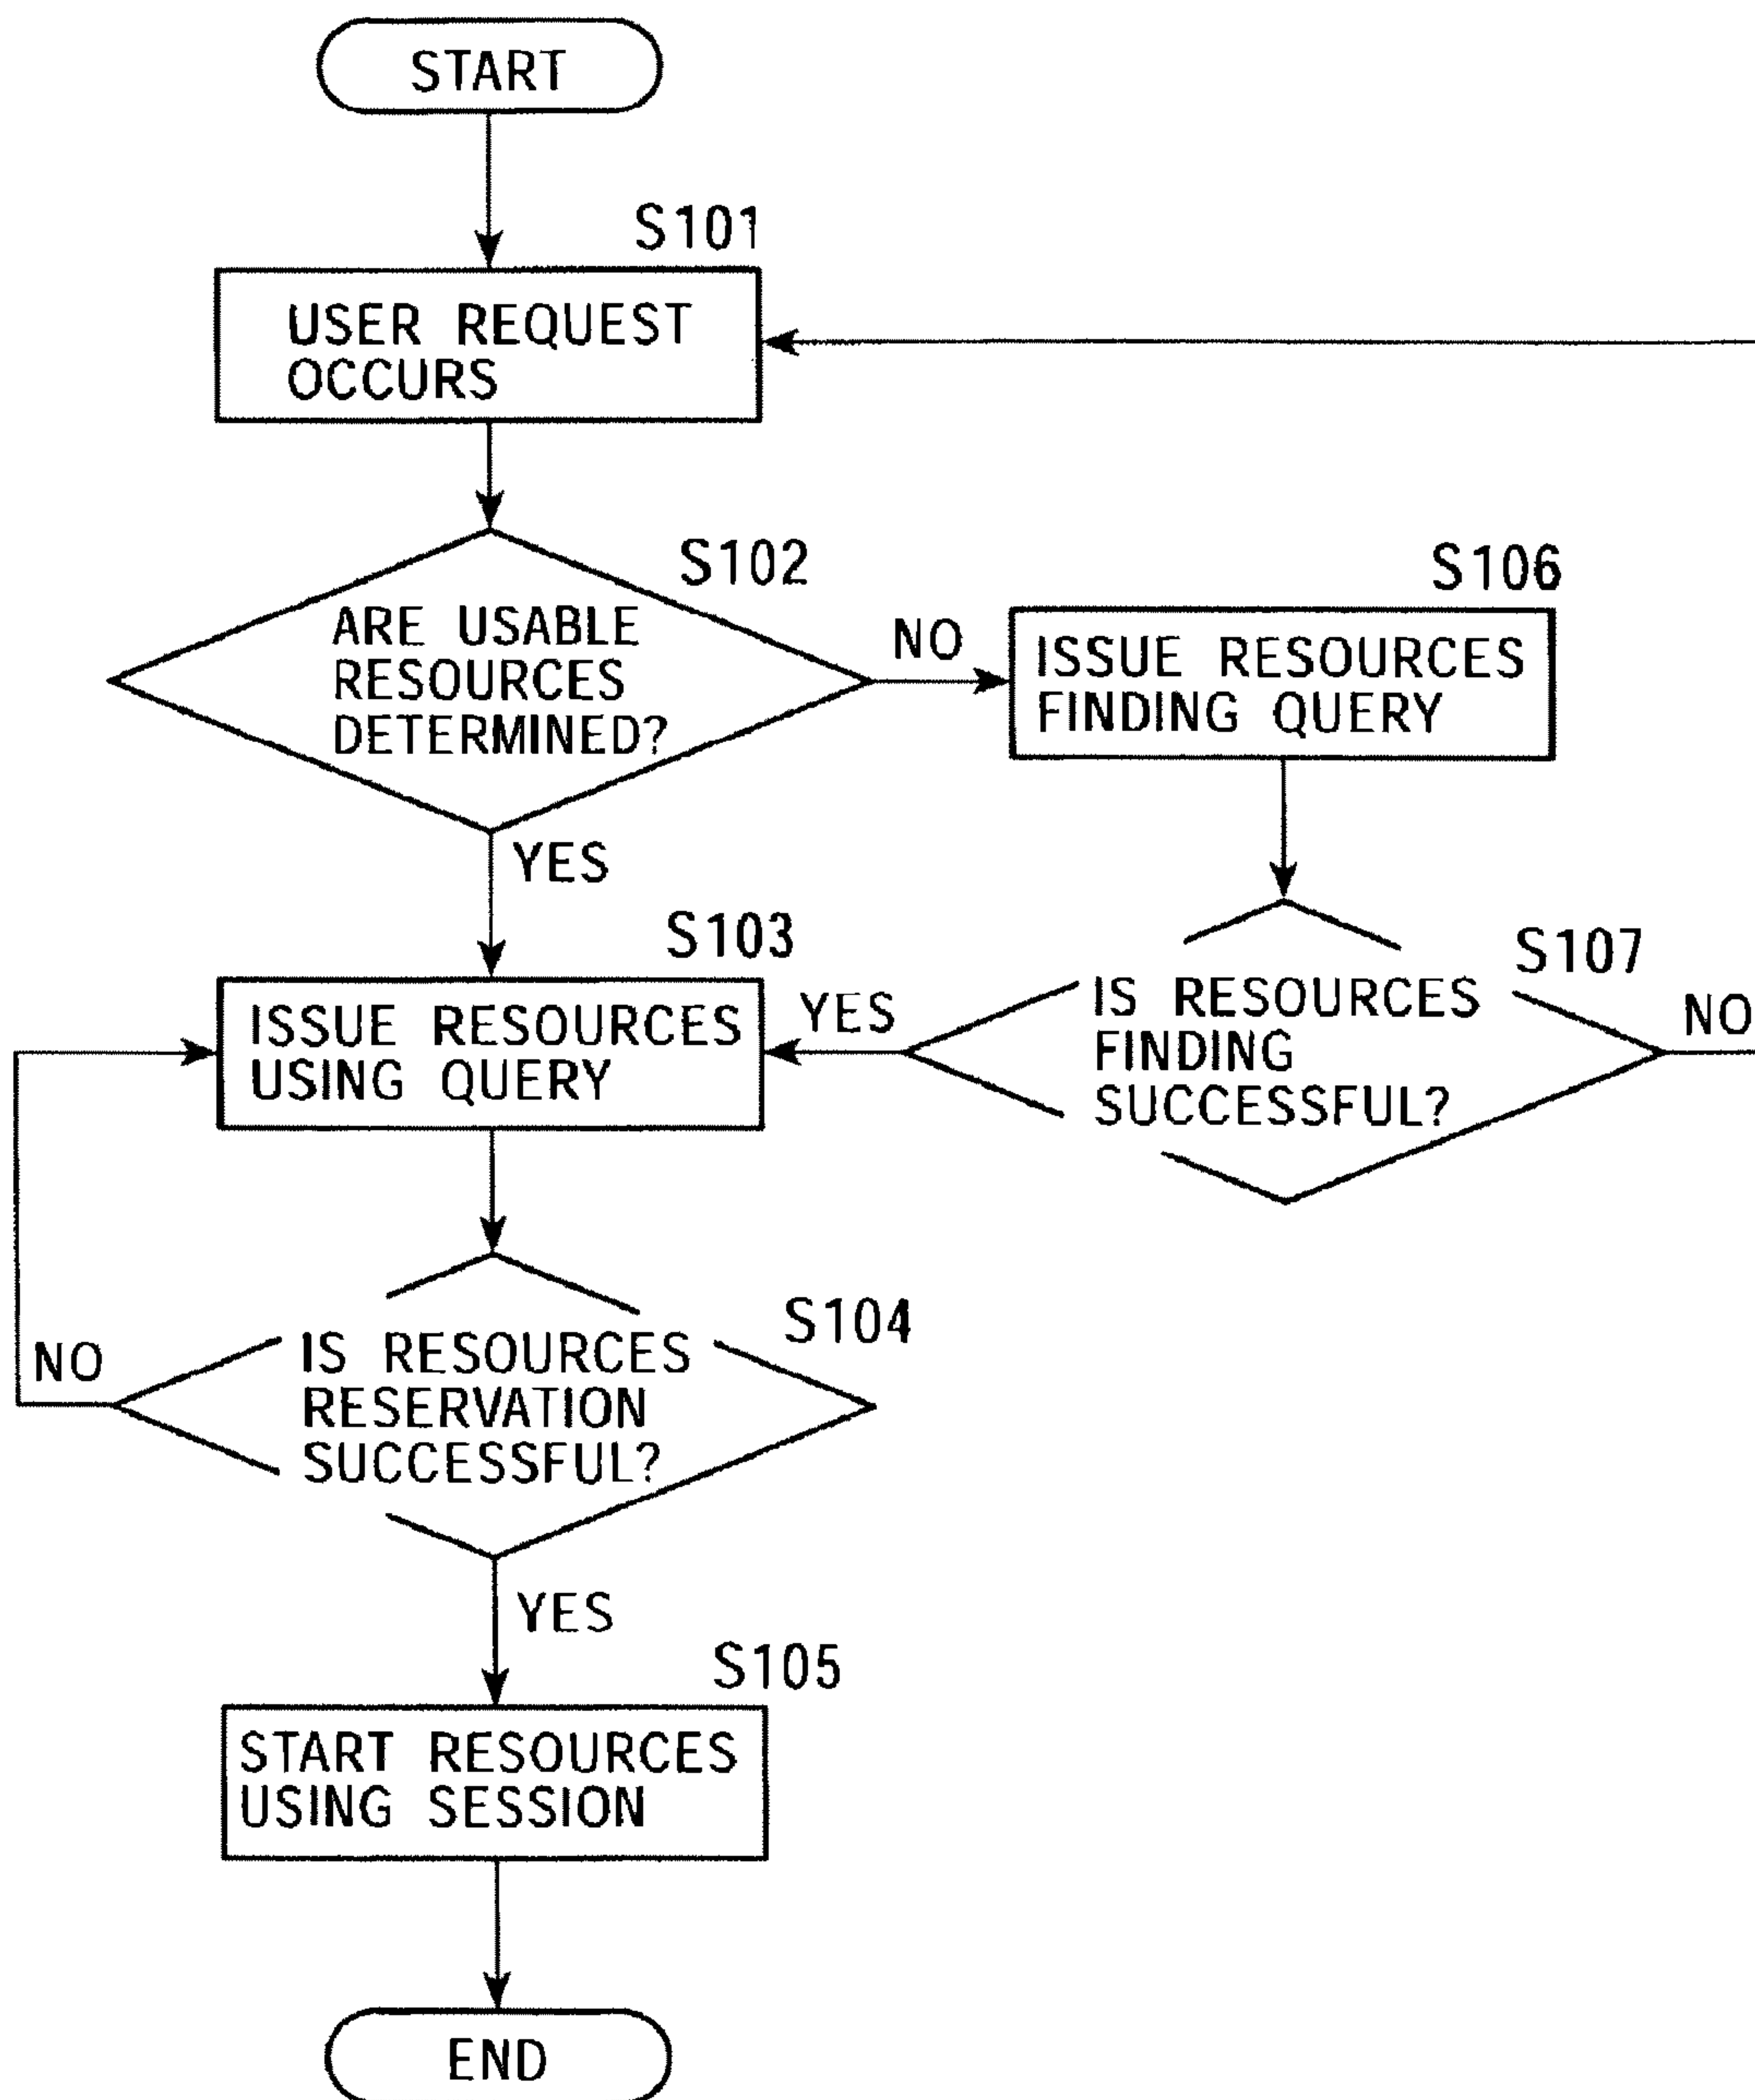 START
S101
USER REQUEST
OCCURS
S102
ARE USABLE
RESOURCES
DETERMINED?
NO
S106
ISSUE RESOURCES
FINDING QUERY
YES
S103
ISSUE RESOURCES
USING QUERY
YES
S107
IS RESOURCES
FINDING
SUCCESSFUL?
NO
S104
IS RESOURCES
RESERVATION
SUCCESSFUL?
NO
YES
S105
START RESOURCES
USING SESSION
END